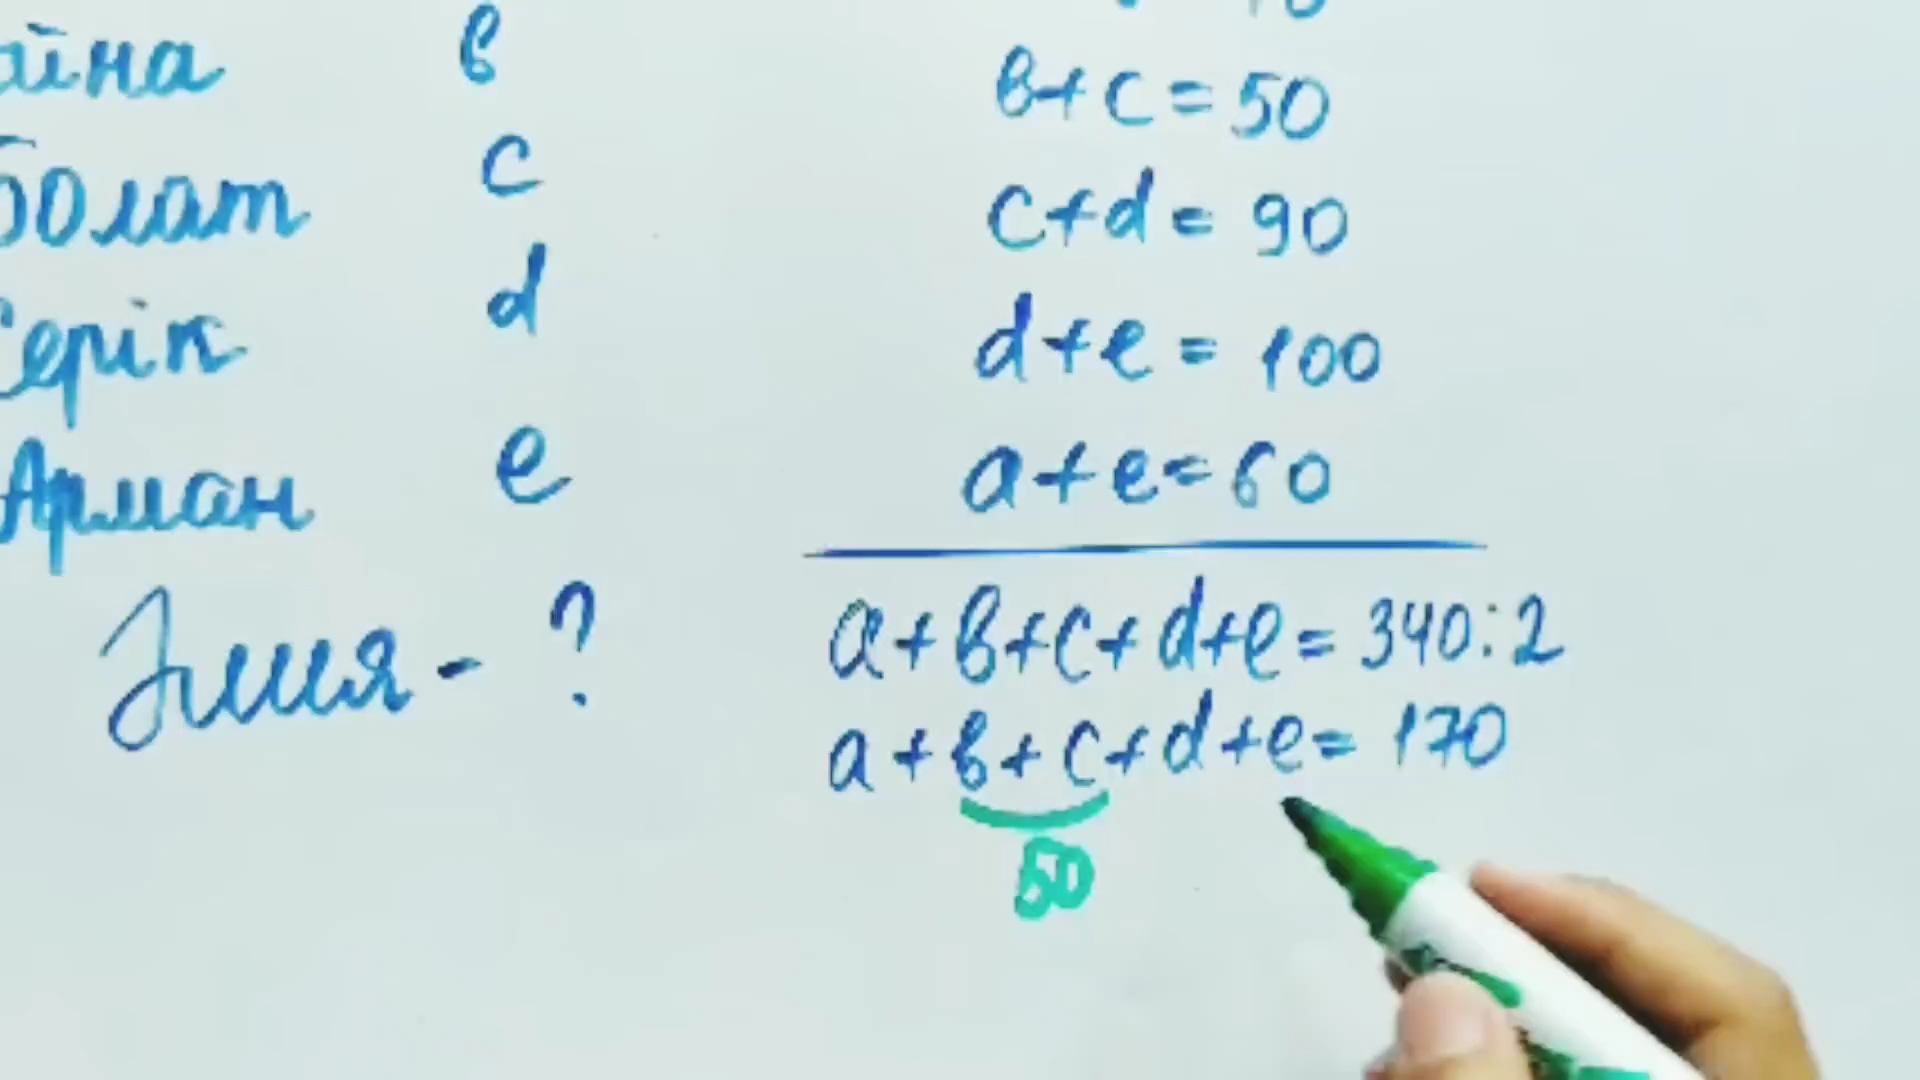 айна в
в+c=50
болат c
c+d=90
Серік d
d+e=100
Арман e
a+e=60
Әлия-?
a+в+c+d+e=340:2
a+в+c+d+e=170
50